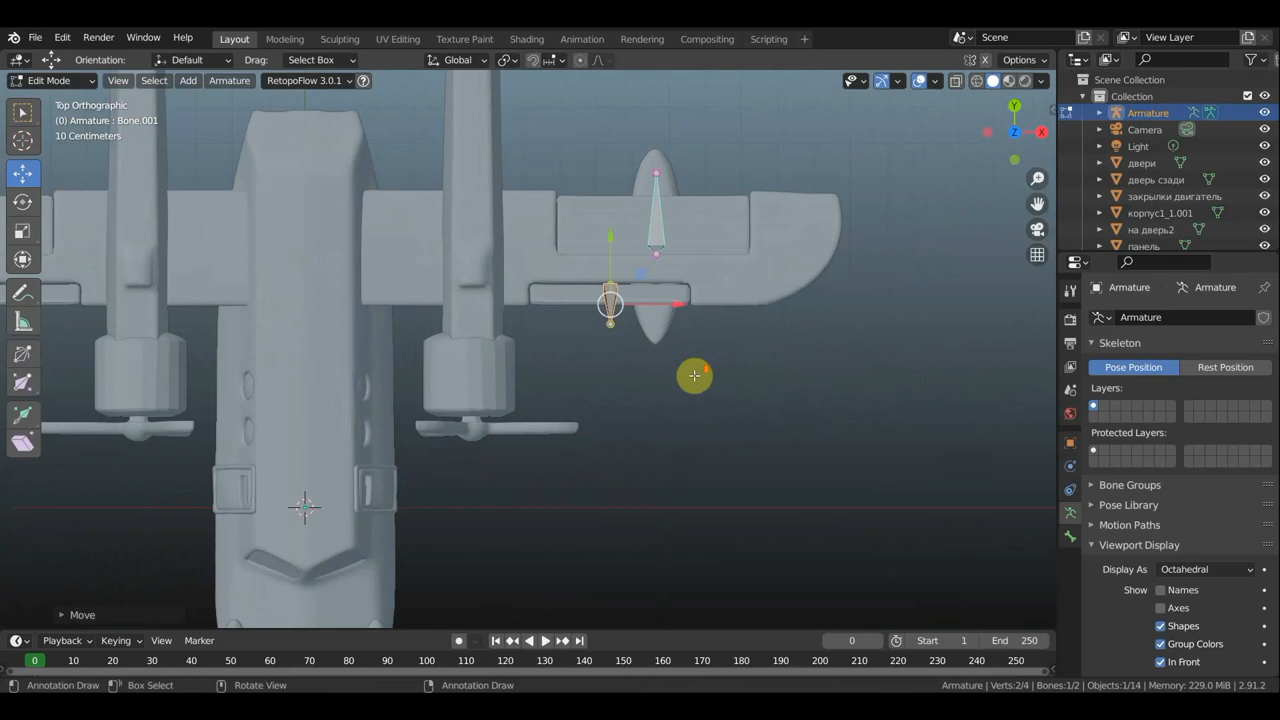 File Edit Render Window Help Layout Modeling Sculpting UV Editing Texture Paint Shading Animation Rendering Compositing Scripting + Scene View Layer
Orientation: Default Drag: Select Box Global Options
Edit Mode View Select Add Armature RetopoFlow 3.0.1 ?
Top Orthographic
(0) Armature : Bone.001
10 Centimeters
Y
Z
X
Move
Scene Collection
Collection
Armature
Camera
Light
двери
дверь сзади
закрылки двигатель
корпус1_1.001
на дверь2
панель
Armature Armature
Armature
Skeleton
Pose Position Rest Position
Layers:
Protected Layers:
Bone Groups
Pose Library
Motion Paths
Viewport Display
Display As Octahedral
Show Names
Axes
Shapes
Group Colors
In Front
Playback Keying View Marker 0 Start 1 End 250
0 10 20 30 40 50 60 70 80 90 100 110 120 130 140 150 160 170 180 190 200 210 220 230 240 250
Annotation Draw Box Select Rotate View Annotation Draw Armature | Verts:2/4 | Bones:1/2 | Objects:1/14 | Memory: 229.0 MiB | 2.91.2